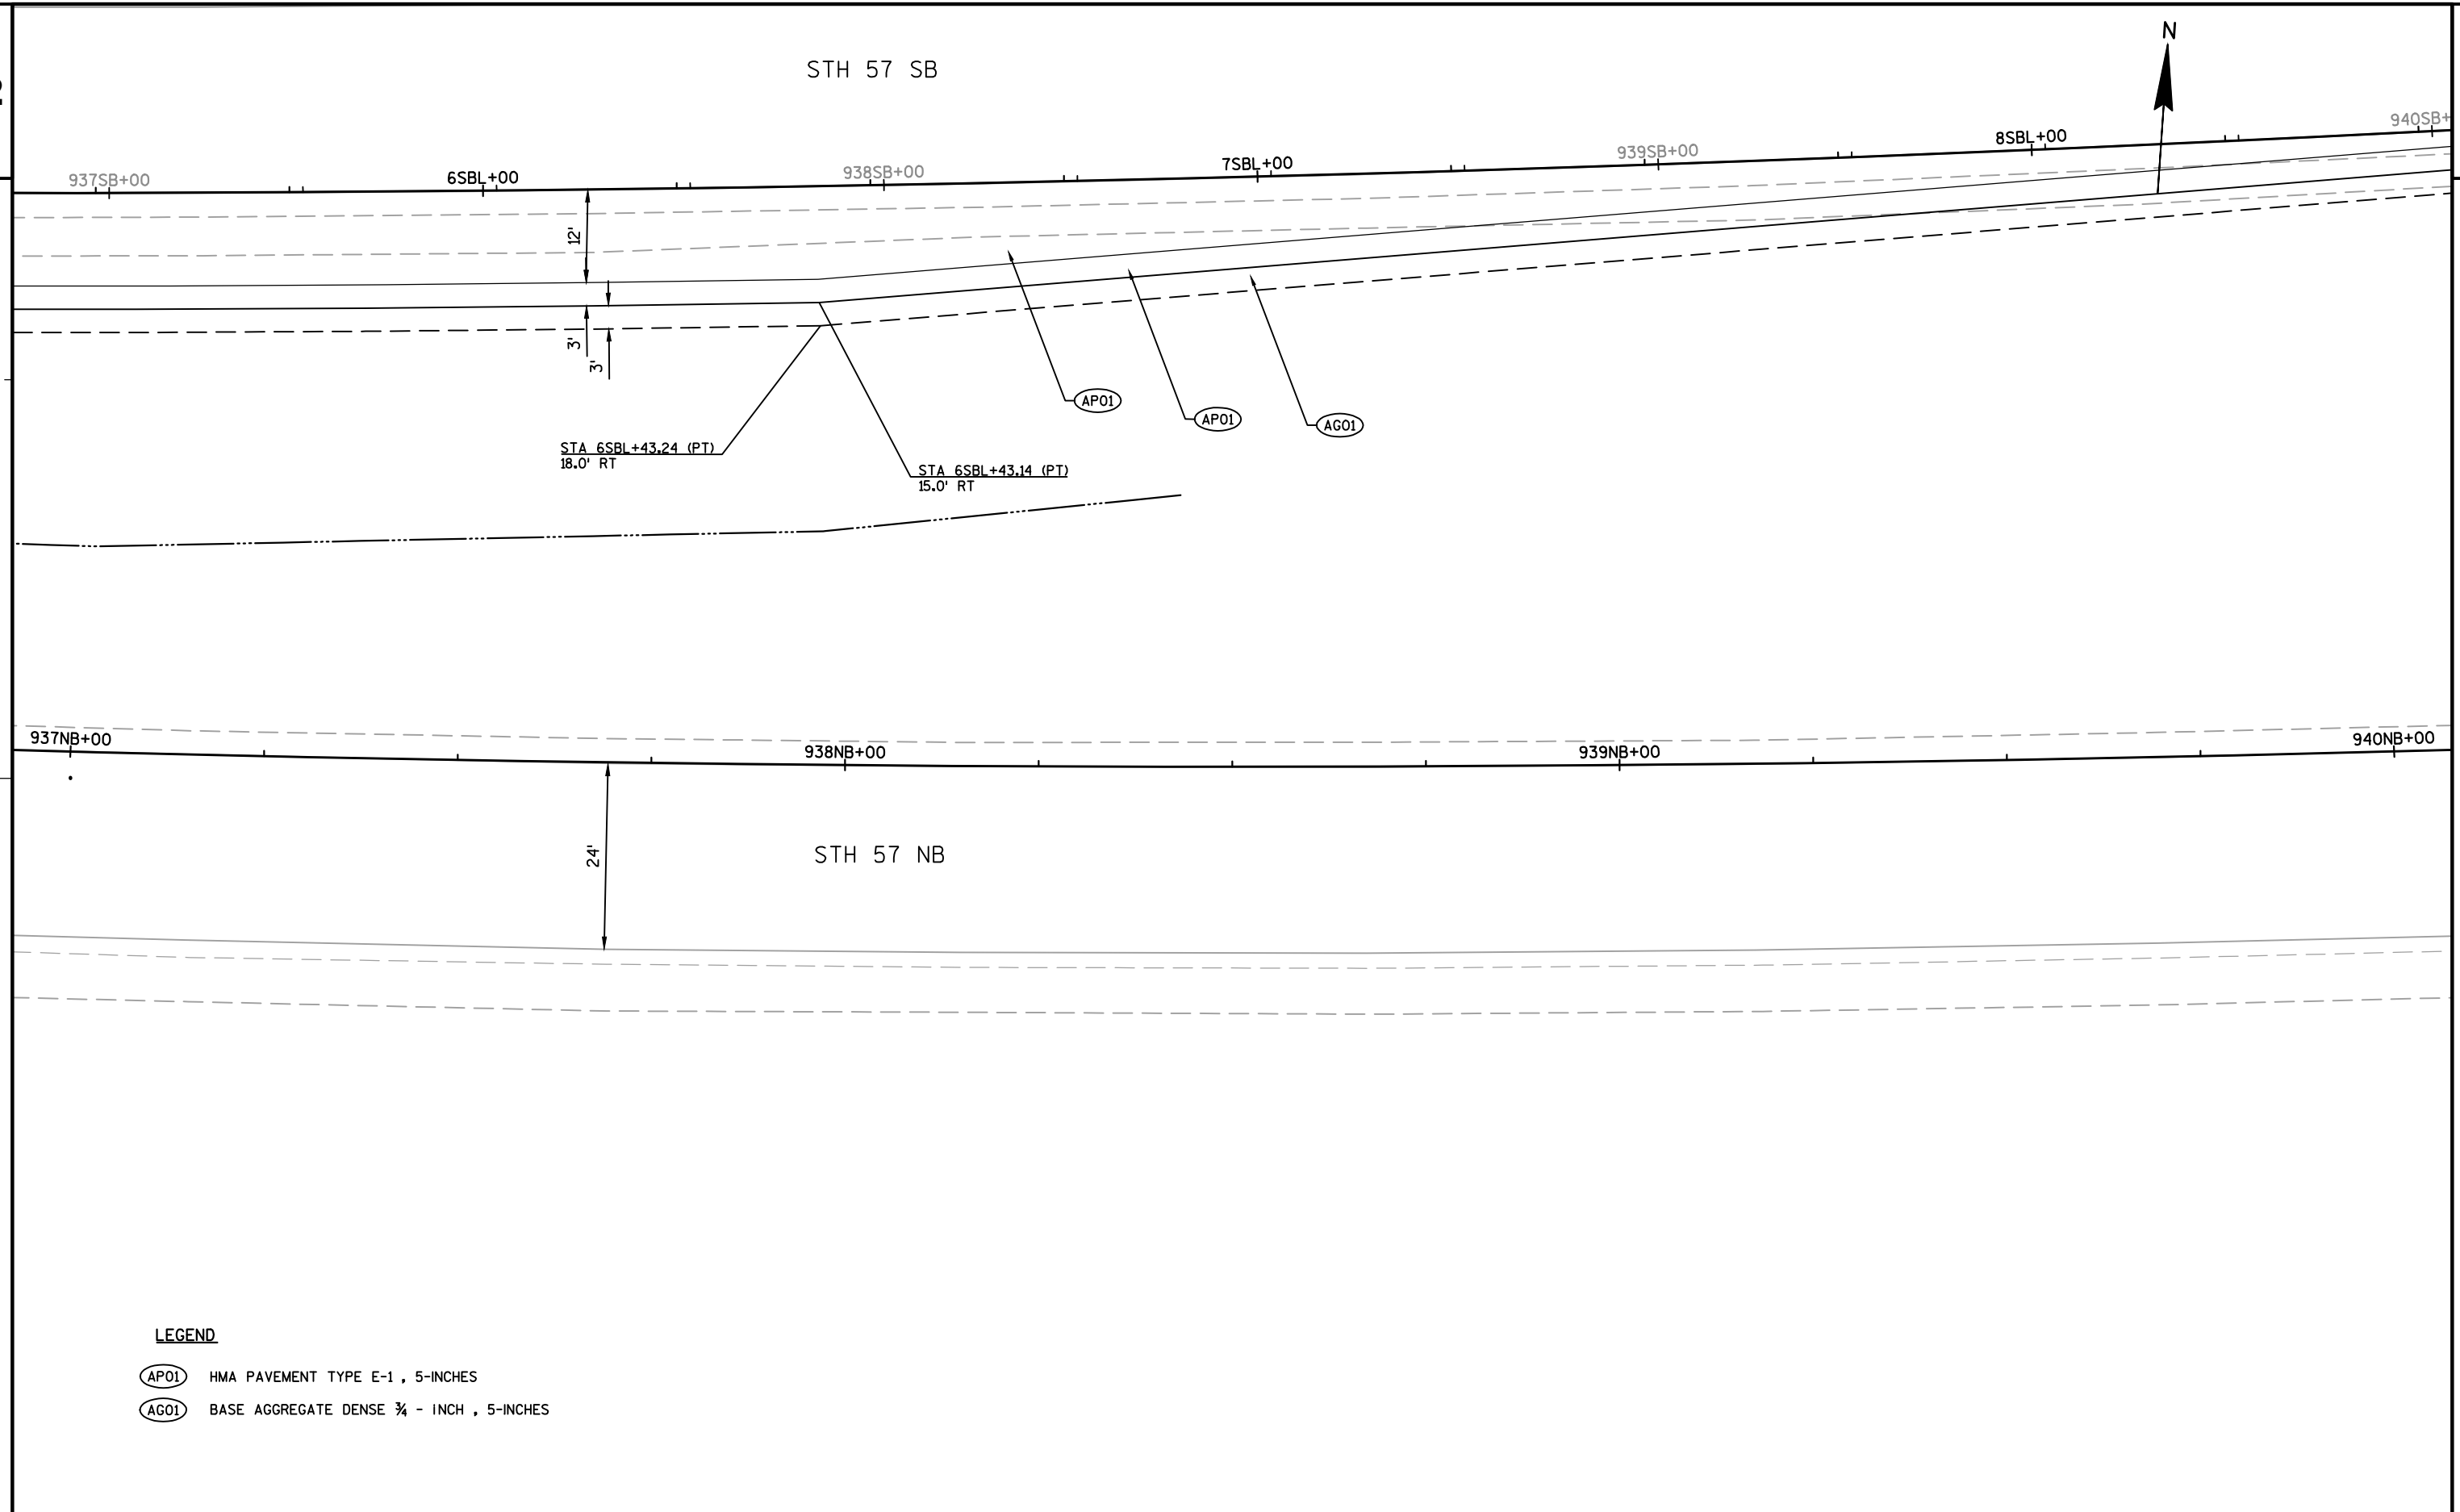 N
STH 57 SB
937SB+00
6SBL+00
938SB+00
7SBL+00
939SB+00
8SBL+00
940SB+
12'
3'
3'
AP01
AP01
AG01
STA 6SBL+43.24 (PT)
18.0' RT
STA 6SBL+43.14 (PT)
15.0' RT
937NB+00
938NB+00
939NB+00
940NB+00
24'
STH 57 NB
LEGEND
AP01 HMA PAVEMENT TYPE E-1 , 5-INCHES
AG01 BASE AGGREGATE DENSE ¾ - INCH , 5-INCHES